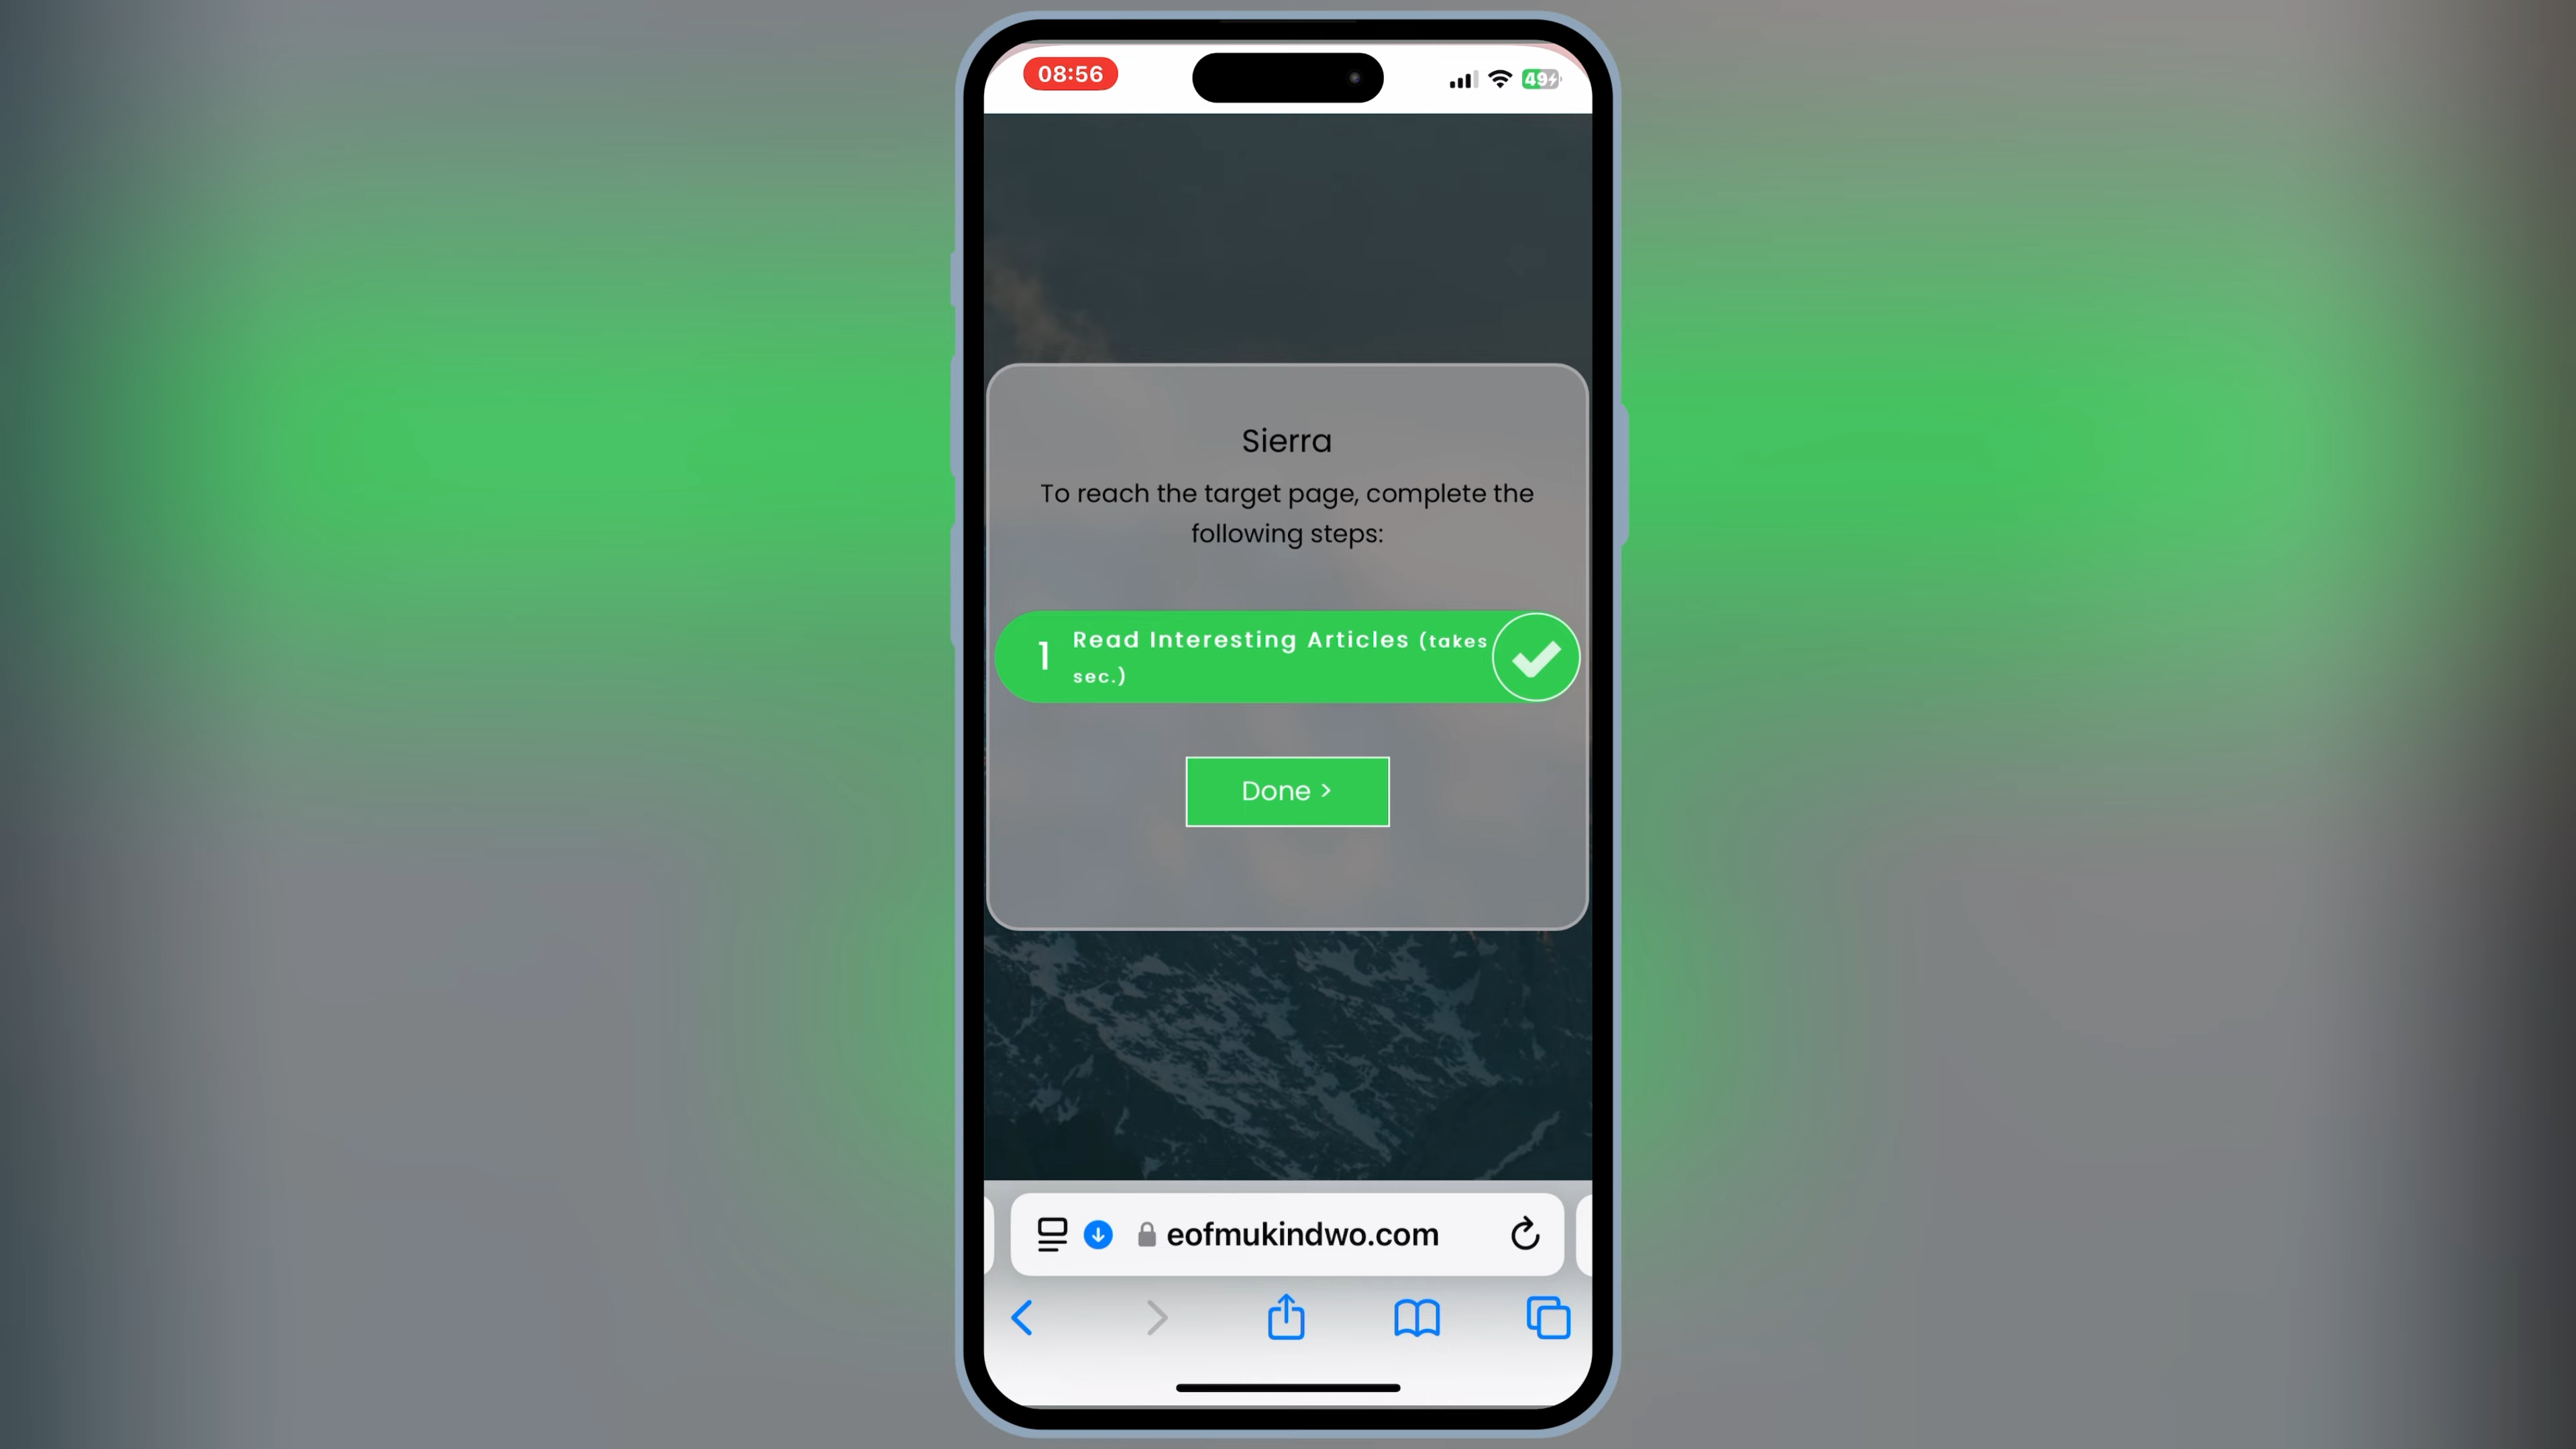 08:56
49
Sierra
To reach the target page, complete the
following steps:
1
Read Interesting Articles (takes
sec.)
Done >
eofmukindwo.com